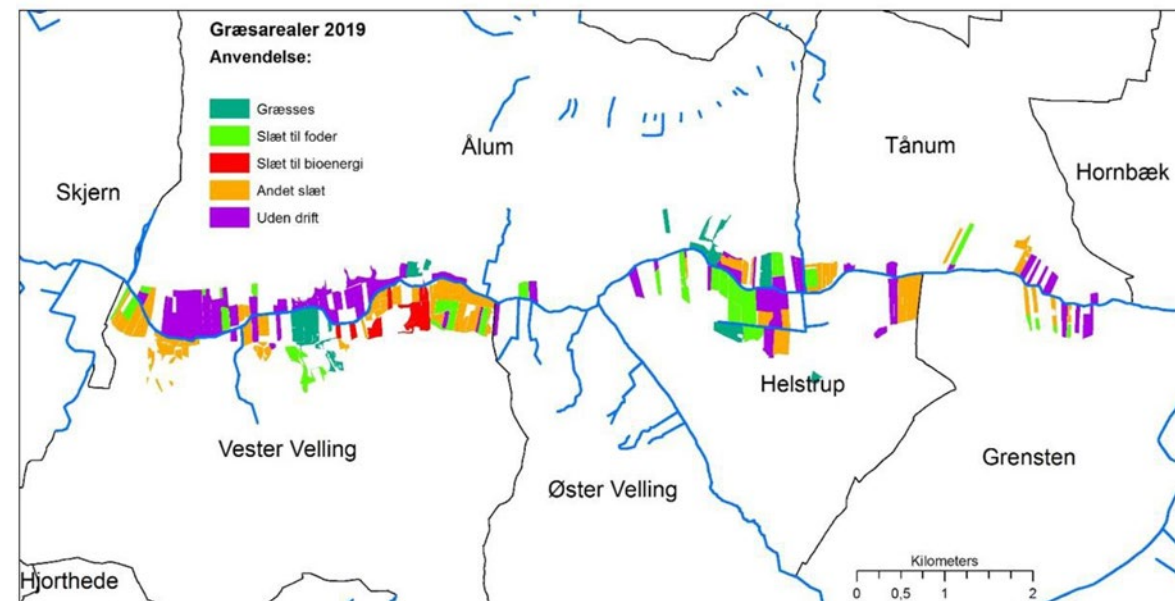 Græsarealer 2019
Anvendelse:
Græsses
Slæt til foder
Slæt til bioenergi
Andet slæt
Uden drift
Skjern
Ålum
Tånum
Hornbæk
Vester Velling
Øster Velling
Helstrup
Grensten
Hjorthede
Kilometers
0 0,5 1 2